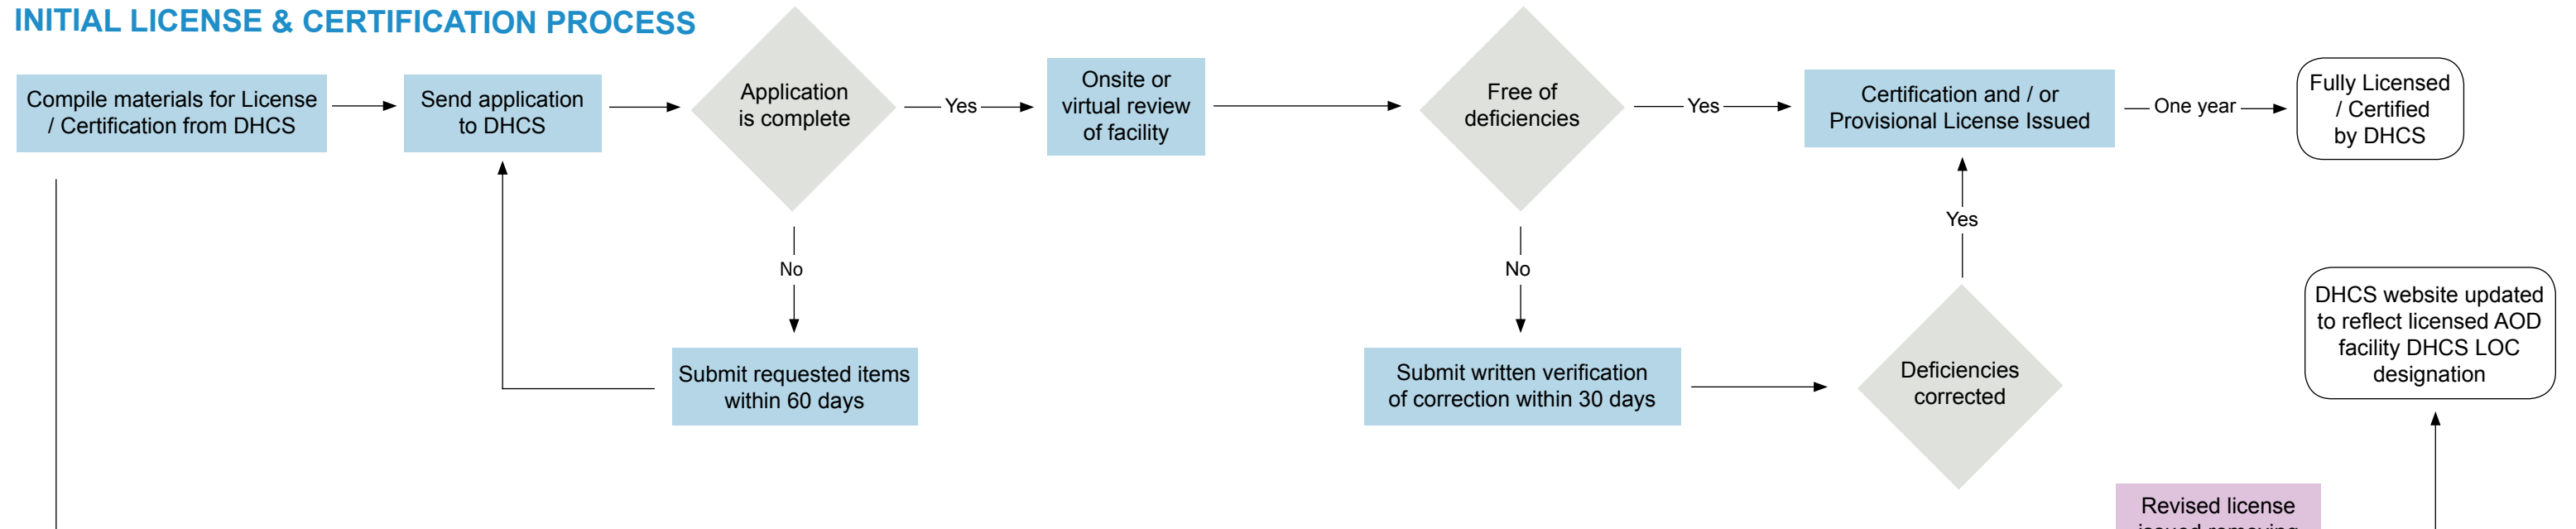 INITIAL LICENSE & CERTIFICATION PROCESS
Compile materials for License
/ Certification from DHCS
Send application
to DHCS
Application
is complete
Yes
Onsite or
virtual review
of facility
Free of
deficiencies
Yes
Certification and / or
Provisional License Issued
One year
Fully Licensed
/ Certified
by DHCS
No
Submit requested items
within 60 days
No
Submit written verification
of correction within 30 days
Deficiencies
corrected
Yes
DHCS website updated
to reflect licensed AOD
facility DHCS LOC
designation
Revised license
issued removing